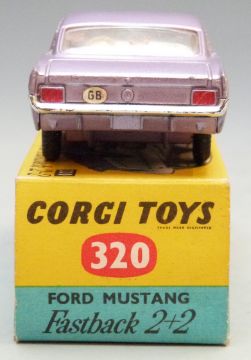 GB
CORGI TOYS
TRADE MARK REGISTERED
320
FORD MUSTANG
Fastback 2+2